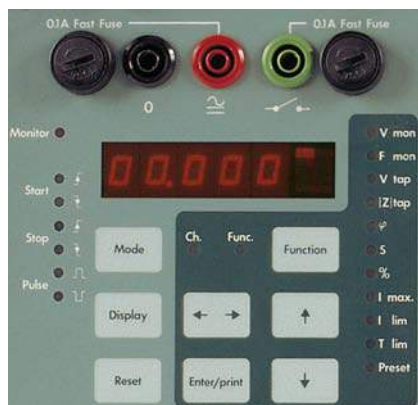 0.1A Fast Fuse
0.1A Fast Fuse
0
Monitor
00.000
V mon
F mon
V tap
Start
|Z| tap
φ
Stop
Mode
Ch.
Func.
Function
S
%
Pulse
Display
← →
↑
I max.
I lim
T lim
Reset
Enter/print
↓
Preset